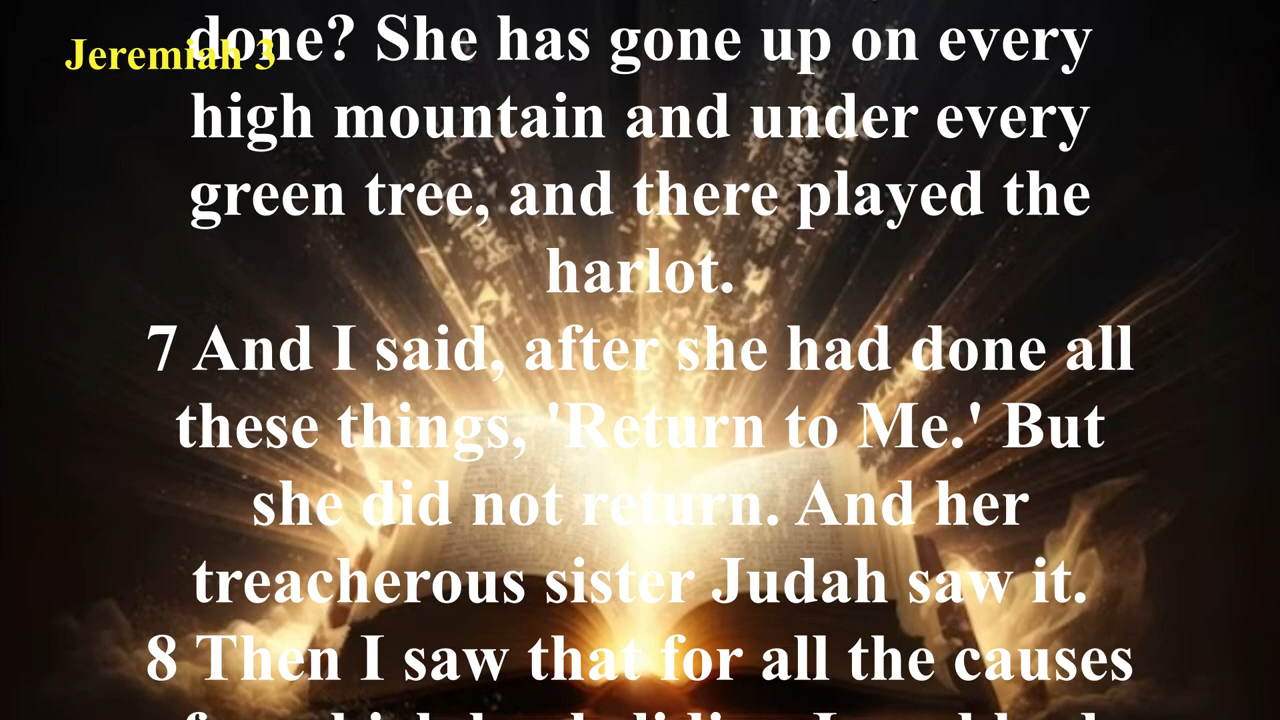 Jeremiah 3
done? She has gone up on every
high mountain and under every
green tree, and there played the
harlot.
7 And I said, after she had done all
these things, 'Return to Me.' But
she did not return. And her
treacherous sister Judah saw it.
8 Then I saw that for all the causes